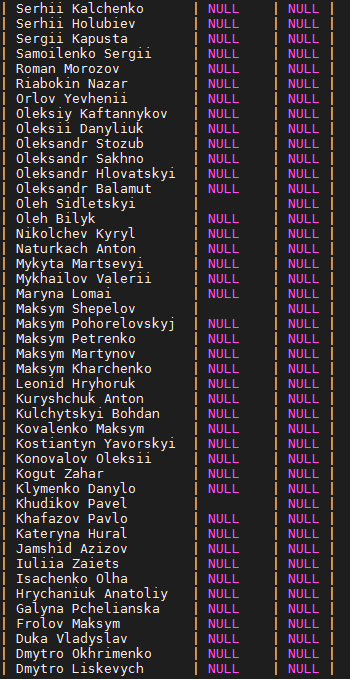 | Serhii Kalchenko | NULL | NULL |
| Serhii Holubiev | NULL | NULL |
| Sergii Kapusta | NULL | NULL |
| Samoilenko Sergii | NULL | NULL |
| Roman Morozov | NULL | NULL |
| Riabokin Nazar | NULL | NULL |
| Orlov Yevhenii | NULL | NULL |
| Oleksiy Kaftannykov | NULL | NULL |
| Oleksii Danyliuk | NULL | NULL |
| Oleksandr Stozub | NULL | NULL |
| Oleksandr Sakhno | NULL | NULL |
| Oleksandr Hlovatskyi | NULL | NULL |
| Oleksandr Balamut | NULL | NULL |
| Oleh Sidletskyi | | NULL |
| Oleh Bilyk | NULL | NULL |
| Nikolchev Kyryl | NULL | NULL |
| Naturkach Anton | NULL | NULL |
| Mykyta Martsevyi | NULL | NULL |
| Mykhailov Valerii | NULL | NULL |
| Maryna Lomai | NULL | NULL |
| Maksym Shepelov | | NULL |
| Maksym Pohorelovskyj | NULL | NULL |
| Maksym Petrenko | NULL | NULL |
| Maksym Martynov | NULL | NULL |
| Maksym Kharchenko | NULL | NULL |
| Leonid Hryhoruk | NULL | NULL |
| Kuryshchuk Anton | NULL | NULL |
| Kulchytskyi Bohdan | NULL | NULL |
| Kovalenko Maksym | NULL | NULL |
| Kostiantyn Yavorskyi | NULL | NULL |
| Konovalov Oleksii | NULL | NULL |
| Kogut Zahar | NULL | NULL |
| Klymenko Danylo | NULL | NULL |
| Khudikov Pavel | | NULL |
| Khafazov Pavlo | NULL | NULL |
| Kateryna Hural | NULL | NULL |
| Jamshid Azizov | NULL | NULL |
| Iuliia Zaiets | NULL | NULL |
| Isachenko Olha | NULL | NULL |
| Hrychaniuk Anatoliy | NULL | NULL |
| Galyna Pchelianska | NULL | NULL |
| Frolov Maksym | NULL | NULL |
| Duka Vladyslav | NULL | NULL |
| Dmytro Okhrimenko | NULL | NULL |
| Dmytro Liskevych | NULL | NULL |